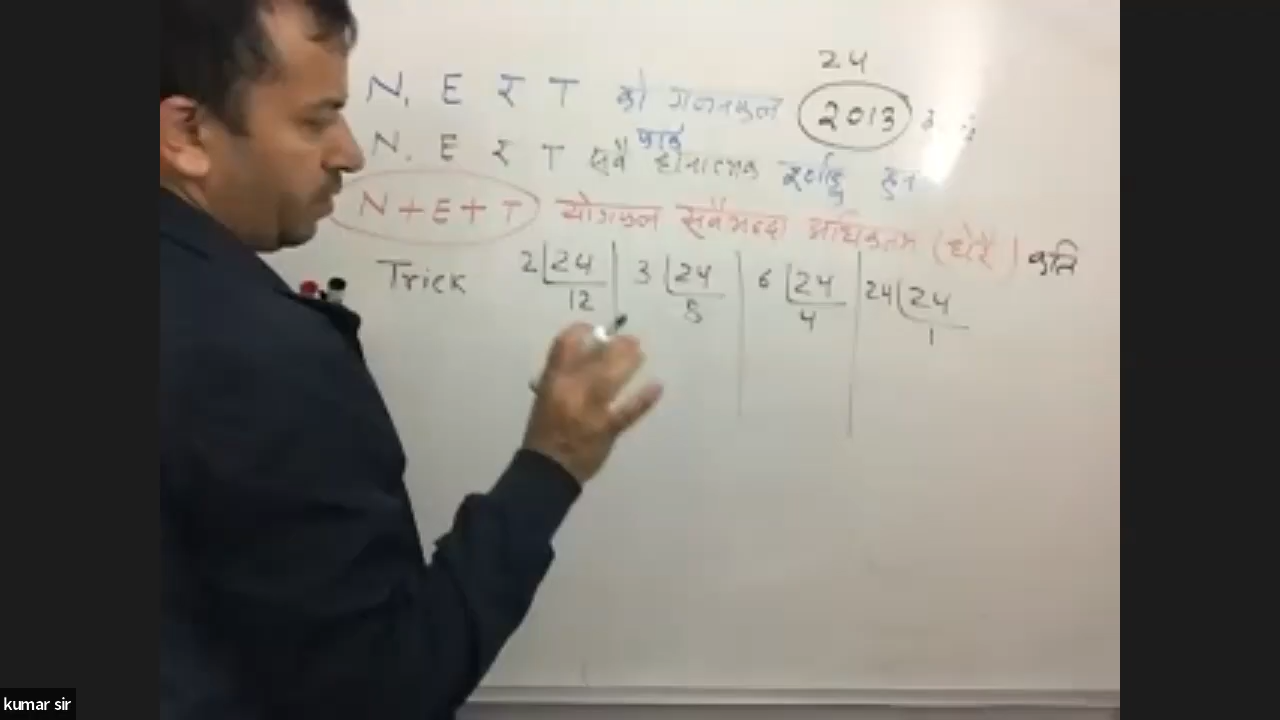 24
N, E र T को गुननफल 2013
N, E र T सबै धनात्मक पूर्णाङ्क हुन
N+E+T योगफल सबैभन्दा अधिकतम (धेरै) कति
Trick 2 24 12 3 24 8 6 24 4 24 24 1
kumar sir